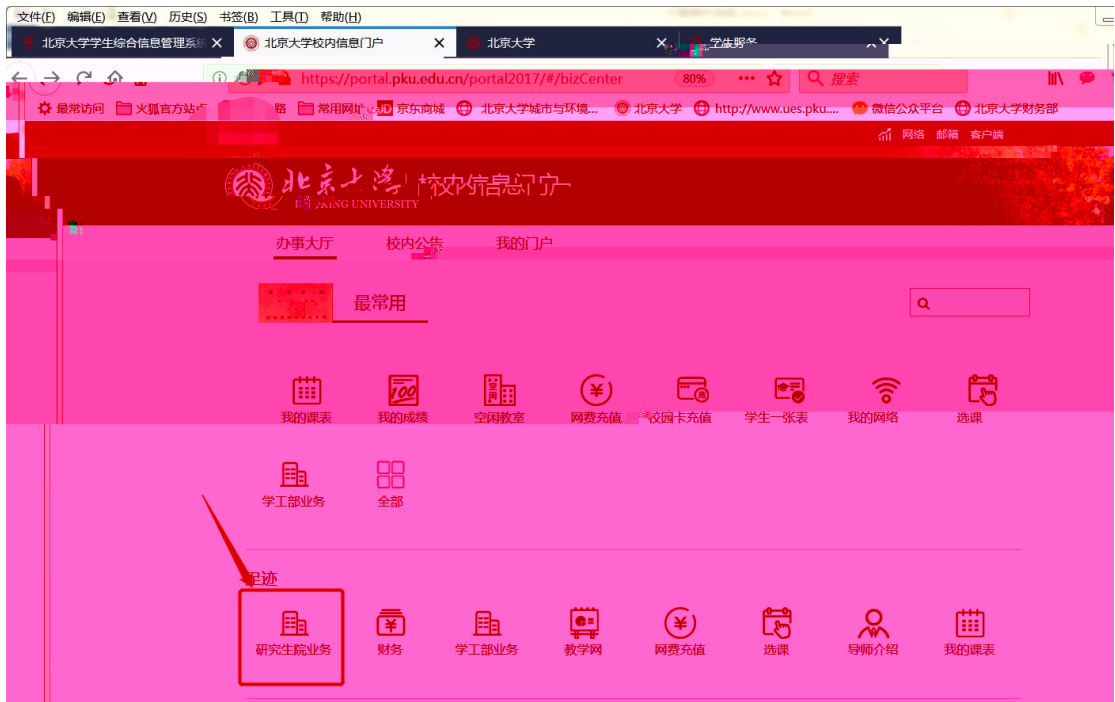 文件(F) 编辑(E) 查看(V) 历史(S) 书签(B) 工具(T) 帮助(H)
北京大学学生综合信息管理系统 北京大学校内信息门户 北京大学
https://portal.pku.edu.cn/portal2017/#/bizCenter 80% 搜索
最常访问 火狐官方站点 常用网址 JD 京东商城 北京大学城市与环境... 北京大学 http://www.ues.pku.... 微信公众平台 北京大学财务部
网络 邮箱 客户端
北京大学 校内信息门户
PEKING UNIVERSITY
办事大厅 校内公告 我的门户
最常用
我的课表 我的成绩 空闲教室 网费充值 校园卡充值 学生一张表 我的网络 选课
学工部业务 全部
足迹
研究生院业务 财务 学工部业务 教学网 网费充值 选课 导师介绍 我的课表